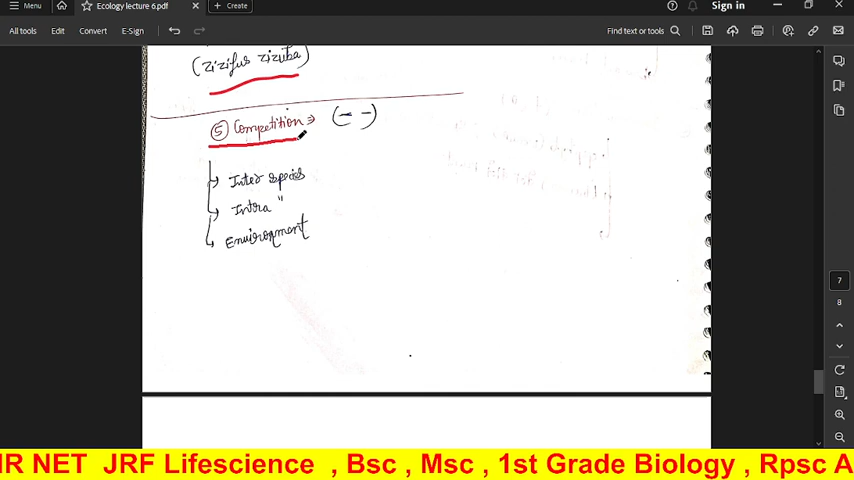 Menu
Ecology lecture 6.pdf
+ Create
Sign in
All tools
Edit
Convert
E-Sign
Find text or tools
(Zizifus zizuba)
⑤ Competition ⇒ (- -)
→ Inter species
→ Intra "
→ Environment
7
8
IR NET JRF Lifescience , Bsc , Msc , 1st Grade Biology , Rpsc A